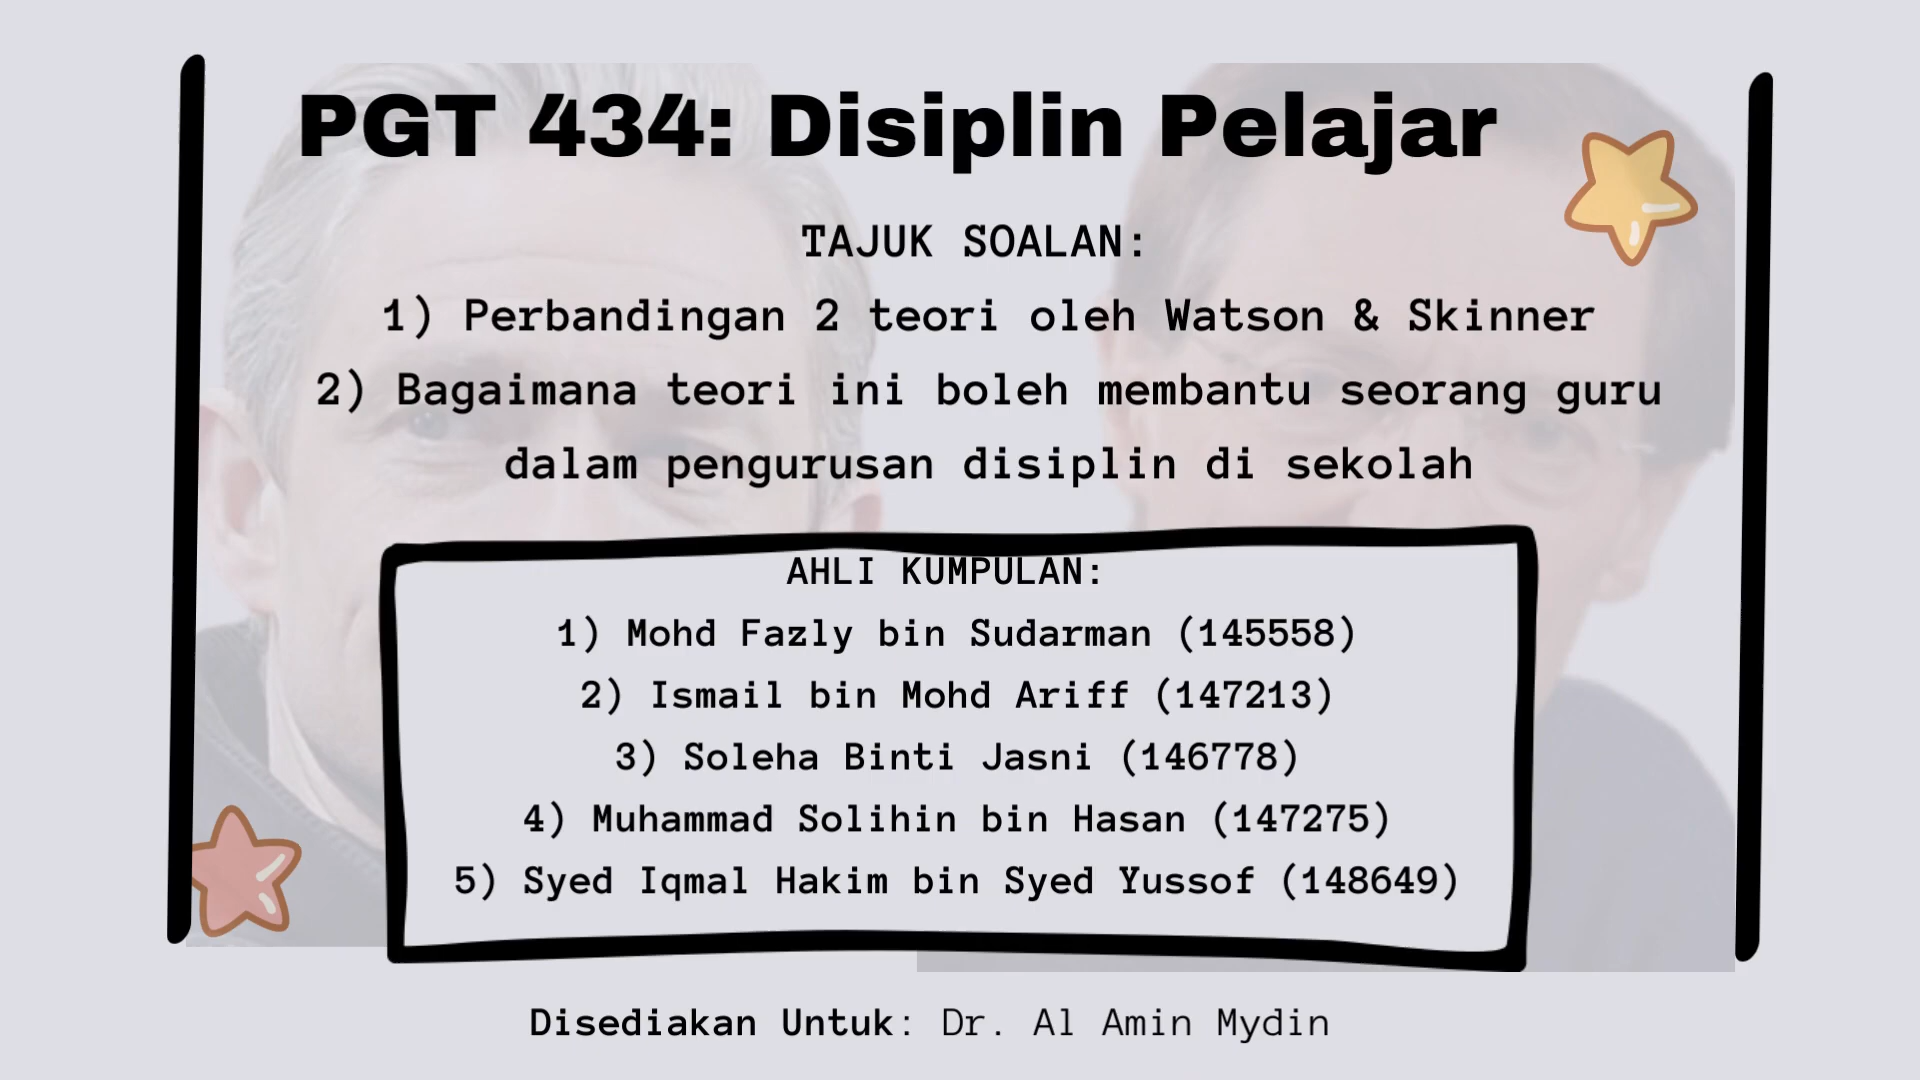 PGT 434: Disiplin Pelajar
TAJUK SOALAN:
1) Perbandingan 2 teori oleh Watson & Skinner
2) Bagaimana teori ini boleh membantu seorang guru
dalam pengurusan disiplin di sekolah
AHLI KUMPULAN:
1) Mohd Fazly bin Sudarman (145558)
2) Ismail bin Mohd Ariff (147213)
3) Soleha Binti Jasni (146778)
4) Muhammad Solihin bin Hasan (147275)
5) Syed Iqmal Hakim bin Syed Yussof (148649)
Disediakan Untuk: Dr. Al Amin Mydin